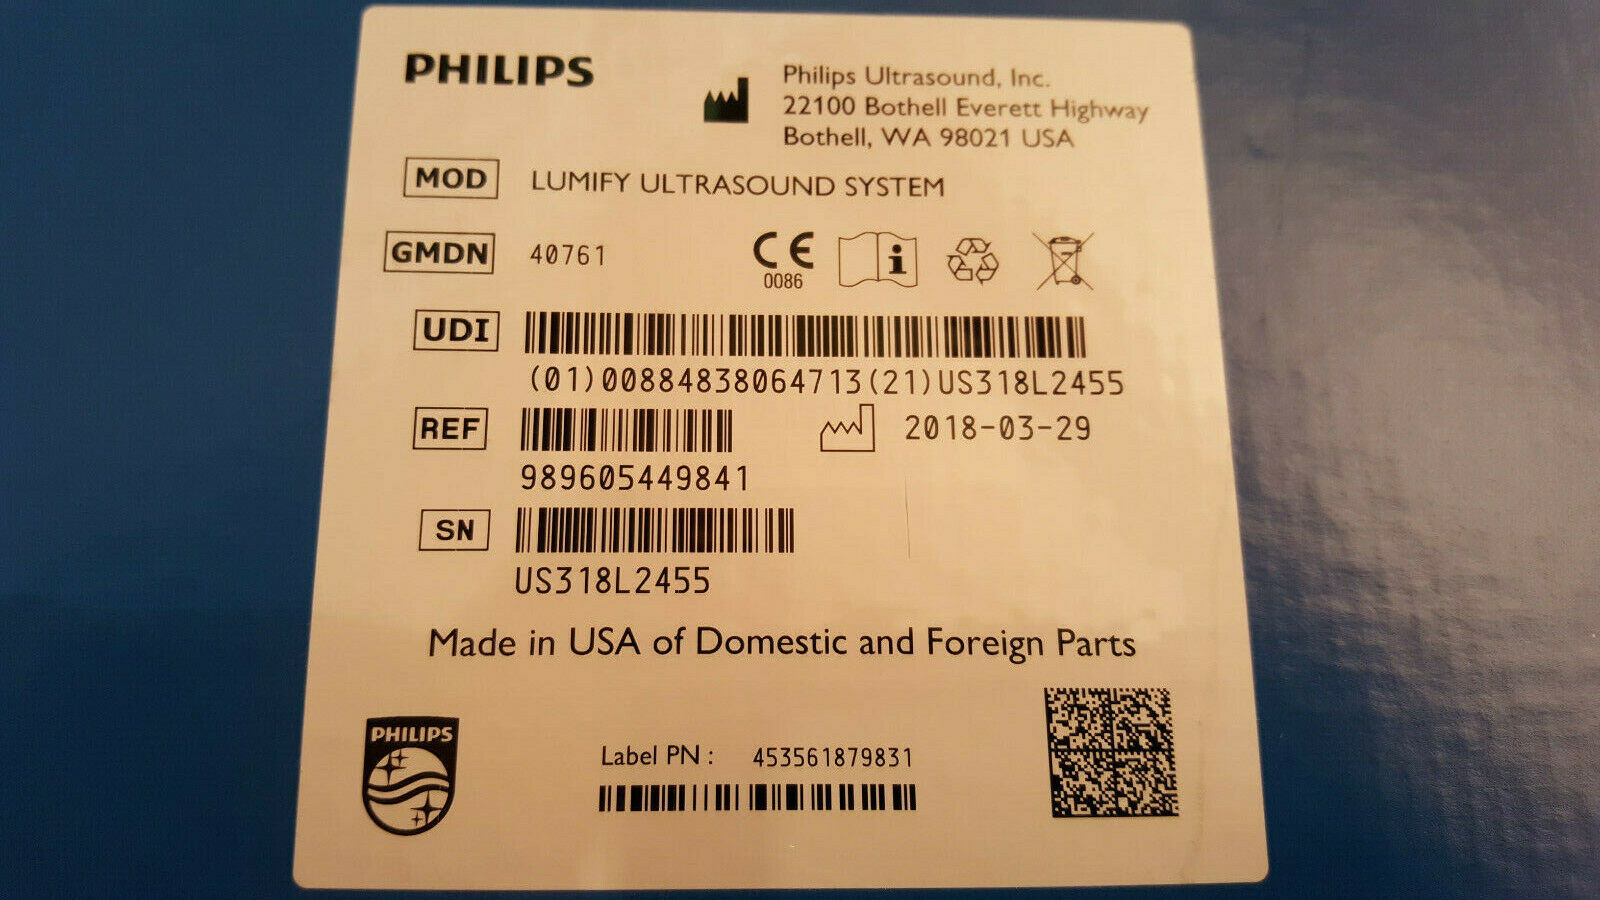 PHILIPS
Philips Ultrasound, Inc.
22100 Bothell Everett Highway
Bothell, WA 98021 USA
MOD LUMIFY ULTRASOUND SYSTEM
GMDN 40761
CE
0086
i
UDI
(01)00884838064713(21)US318L2455
REF
2018-03-29
989605449841
SN
US318L2455
Made in USA of Domestic and Foreign Parts
PHILIPS
Label PN : 453561879831